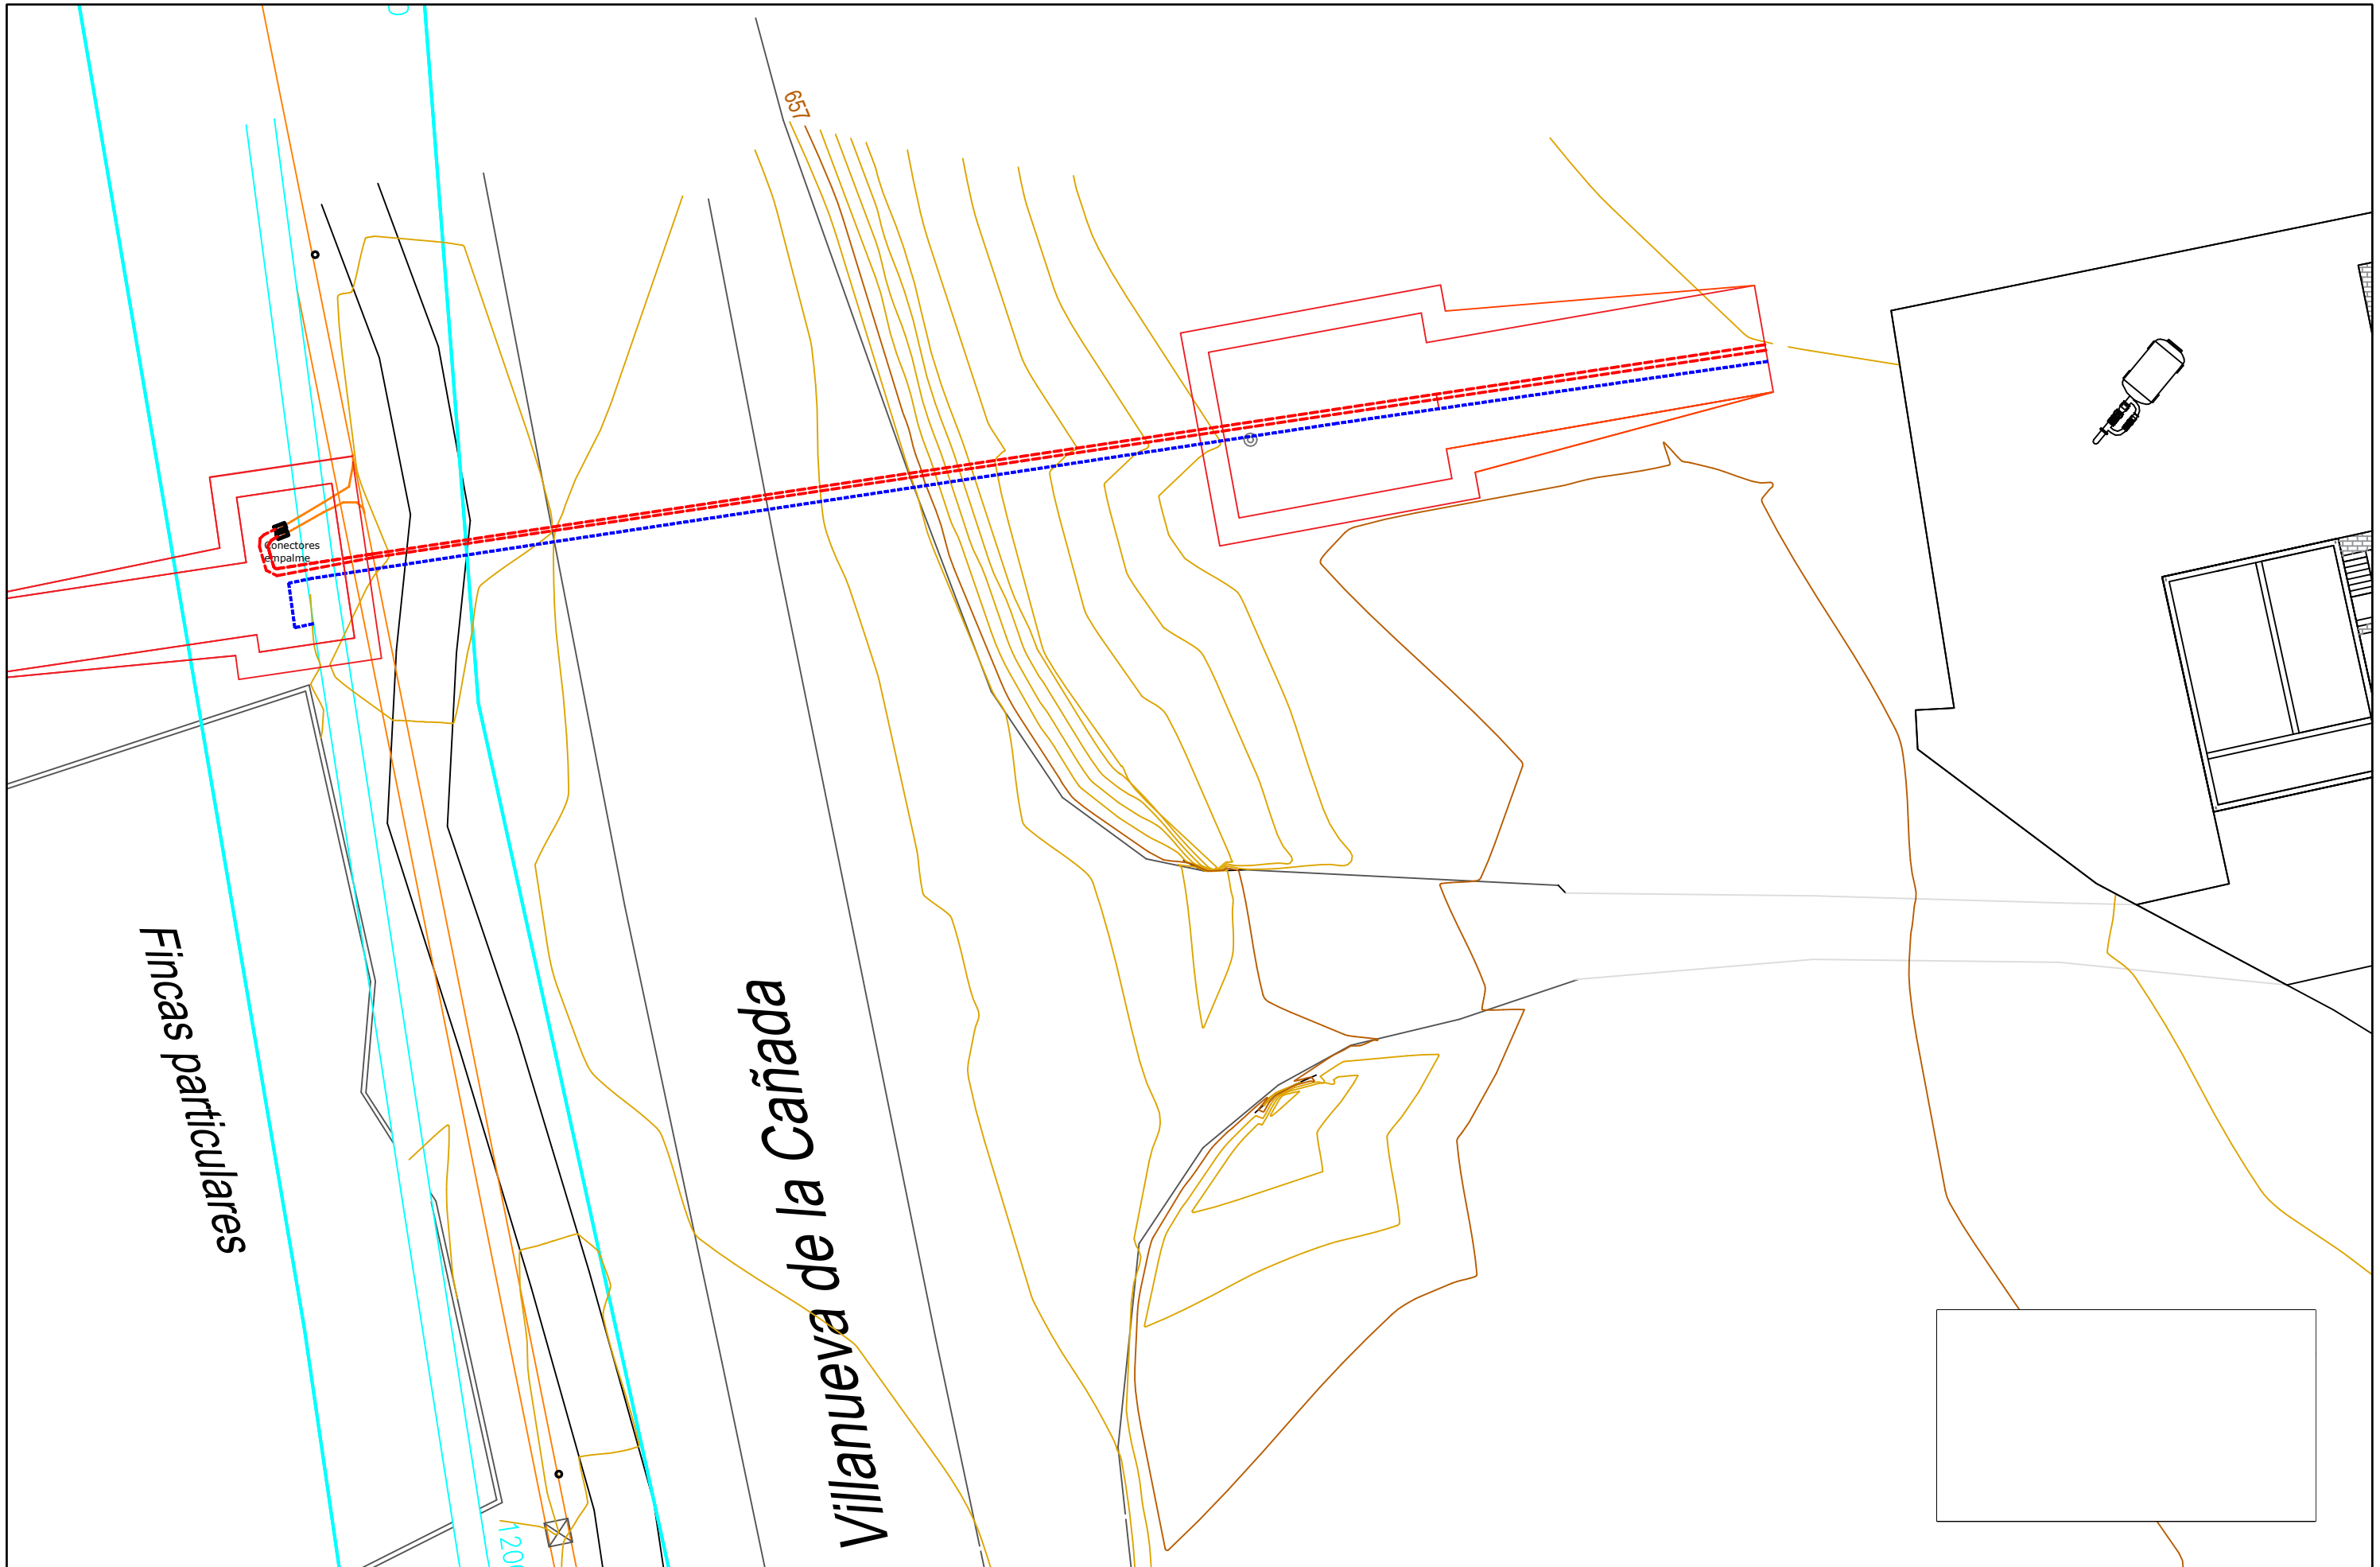 657
Conectores
empalme
Fincas particulares
Villanueva de la Cañada